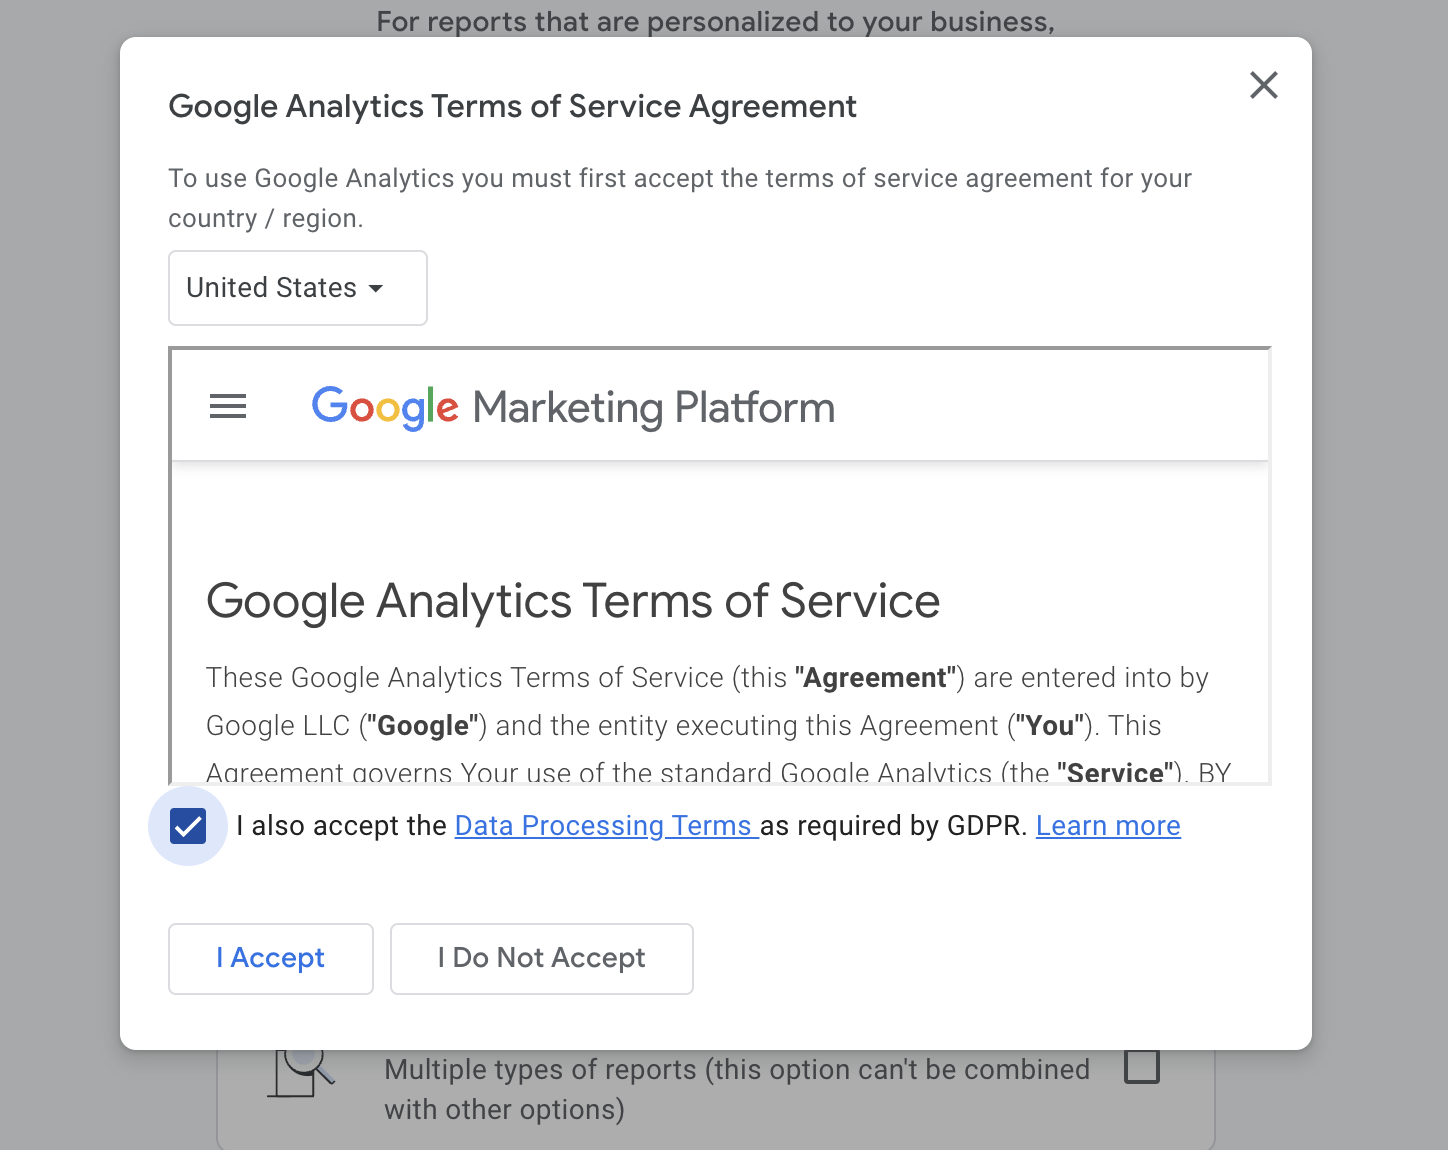 For reports that are personalized to your business,
Google Analytics Terms of Service Agreement
To use Google Analytics you must first accept the terms of service agreement for your
country / region.
United States
Google Marketing Platform
Google Analytics Terms of Service
These Google Analytics Terms of Service (this "Agreement") are entered into by
Google LLC ("Google") and the entity executing this Agreement ("You"). This
Agreement governs Your use of the standard Google Analytics (the "Service"). BY
I also accept the Data Processing Terms as required by GDPR. Learn more
I Accept
I Do Not Accept
Multiple types of reports (this option can't be combined
with other options)